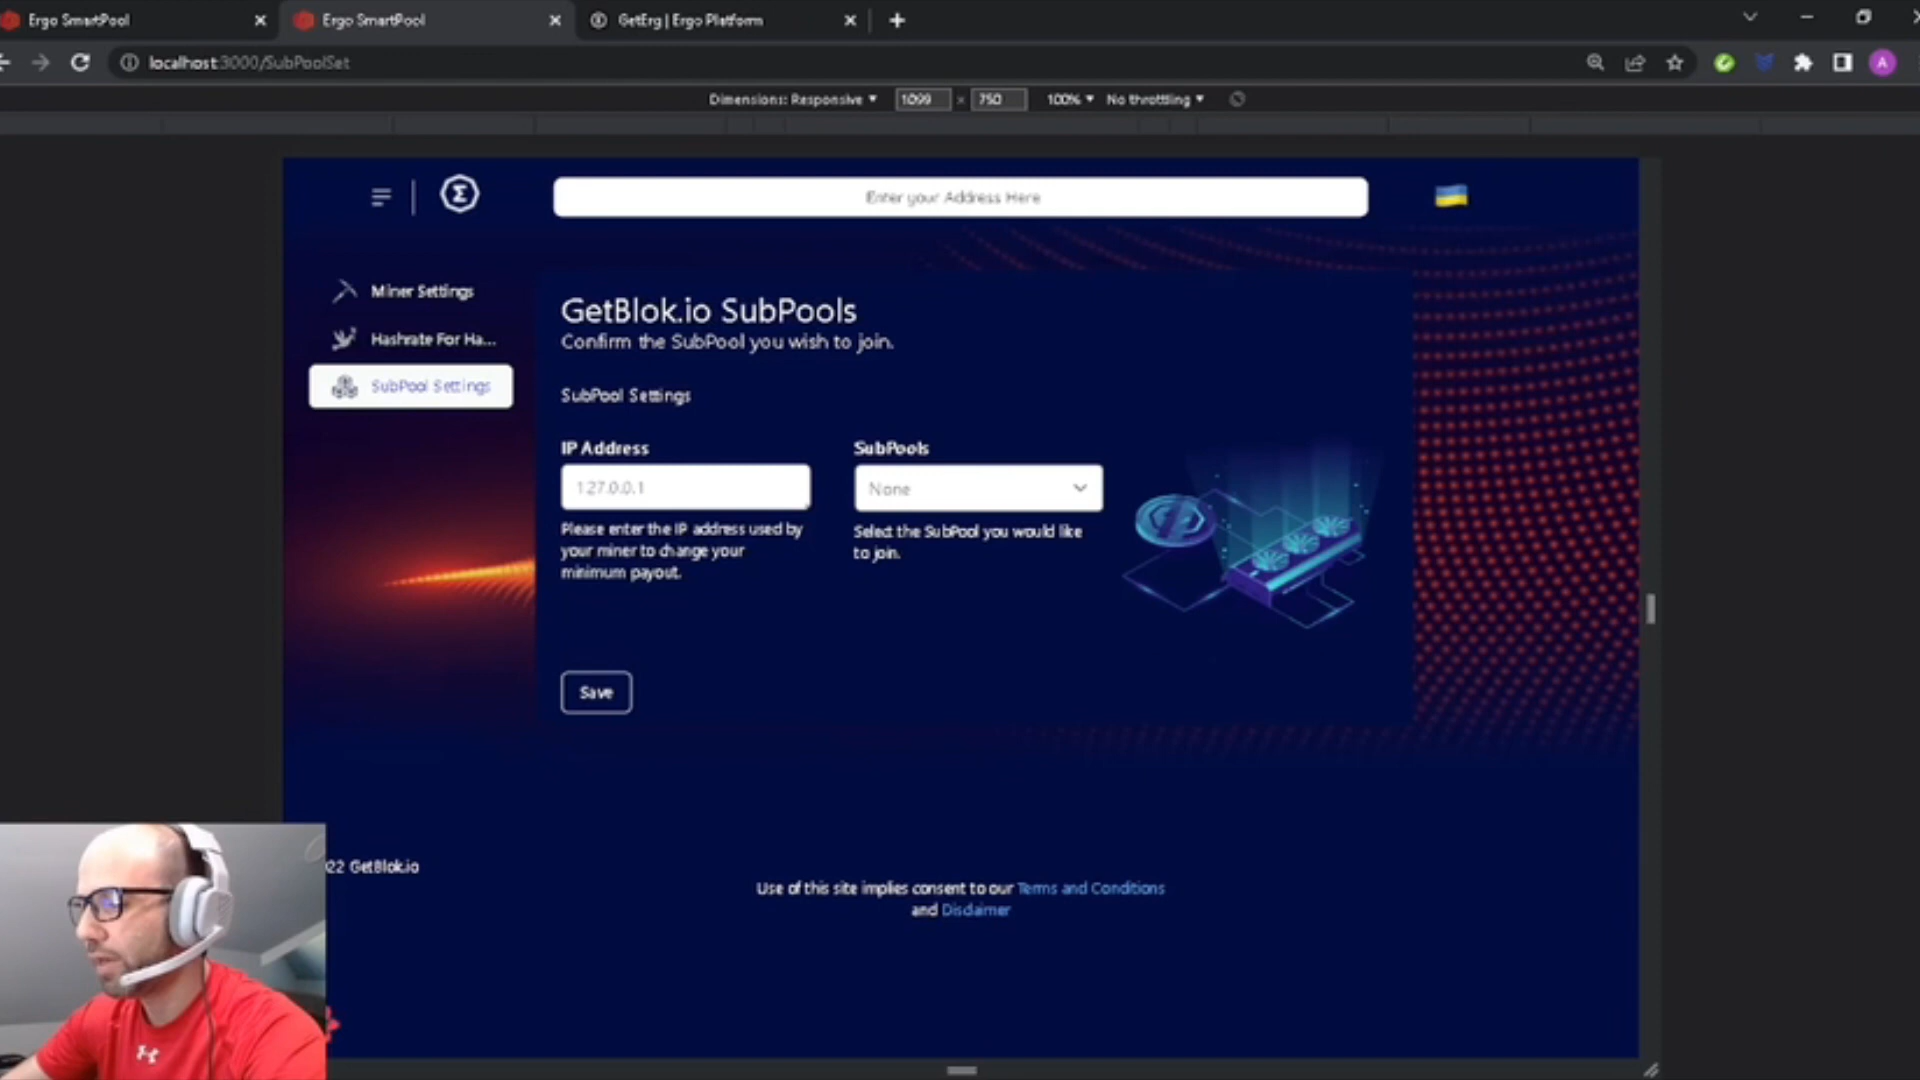 Ergo SmartPool
Ergo SmartPool
GetErg | Ergo Platform
localhost:3000/SubPoolSet
A
Dimensions: Responsive
1099 × 750
100%
No throttling
Σ
Enter your Address Here
Miner Settings
Hashrate For Ha...
SubPool Settings
GetBlok.io SubPools
Confirm the SubPool you wish to join.
SubPool Settings
IP Address
127.0.0.1
Please enter the IP address used by
your miner to change your
minimum payout.
SubPools
None
Select the SubPool you would like
to join.
Save
22 GetBlok.io
Use of this site implies consent to our Terms and Conditions
and Disclaimer